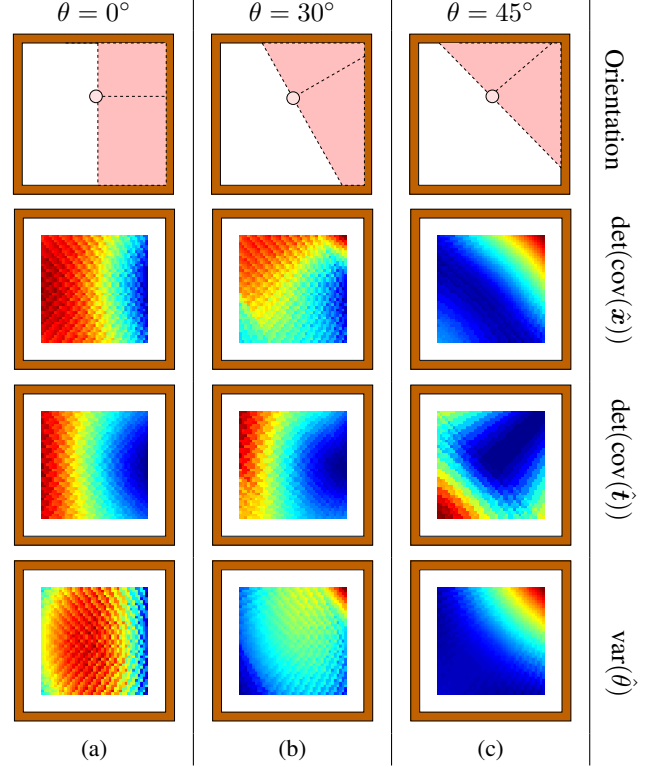 θ = 0° θ = 30° θ = 45°
Orientation
det(cov(x̂))
det(cov(t̂))
var(θ̂)
(a) (b) (c)